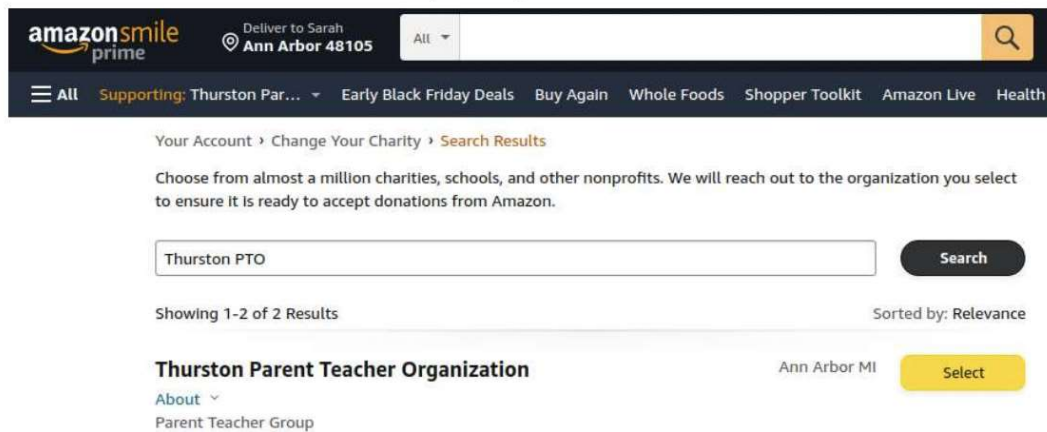 amazonsmile
prime
Deliver to Sarah
Ann Arbor 48105
All
All Supporting: Thurston Par... Early Black Friday Deals Buy Again Whole Foods Shopper Toolkit Amazon Live Health
Your Account › Change Your Charity › Search Results
Choose from almost a million charities, schools, and other nonprofits. We will reach out to the organization you select
to ensure it is ready to accept donations from Amazon.
Thurston PTO Search
Showing 1-2 of 2 Results Sorted by: Relevance
Thurston Parent Teacher Organization Ann Arbor MI Select
About
Parent Teacher Group